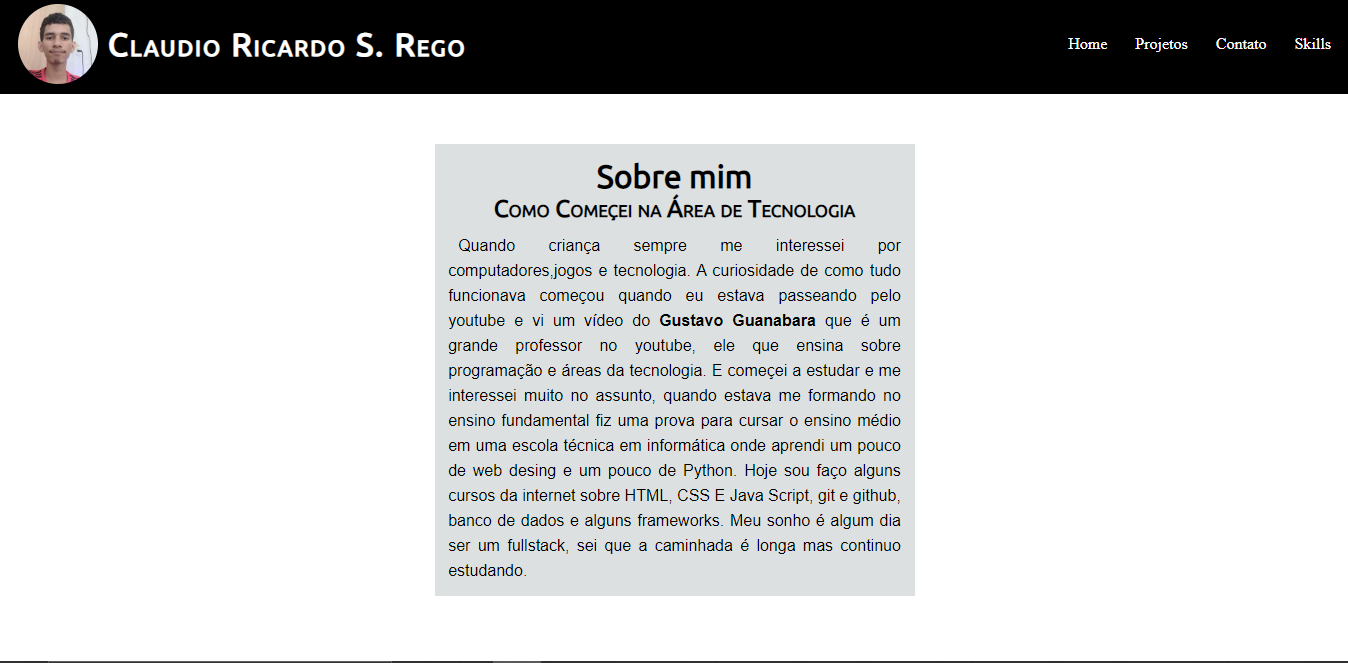 Claudio Ricardo S. Rego
Home Projetos Contato Skills
Sobre mim
Como Começei na Área de Tecnologia
Quando criança sempre me interessei por
computadores,jogos e tecnologia. A curiosidade de como tudo
funcionava começou quando eu estava passeando pelo
youtube e vi um vídeo do Gustavo Guanabara que é um
grande professor no youtube, ele que ensina sobre
programação e áreas da tecnologia. E começei a estudar e me
interessei muito no assunto, quando estava me formando no
ensino fundamental fiz uma prova para cursar o ensino médio
em uma escola técnica em informática onde aprendi um pouco
de web desing e um pouco de Python. Hoje sou faço alguns
cursos da internet sobre HTML, CSS E Java Script, git e github,
banco de dados e alguns frameworks. Meu sonho é algum dia
ser um fullstack, sei que a caminhada é longa mas continuo
estudando.